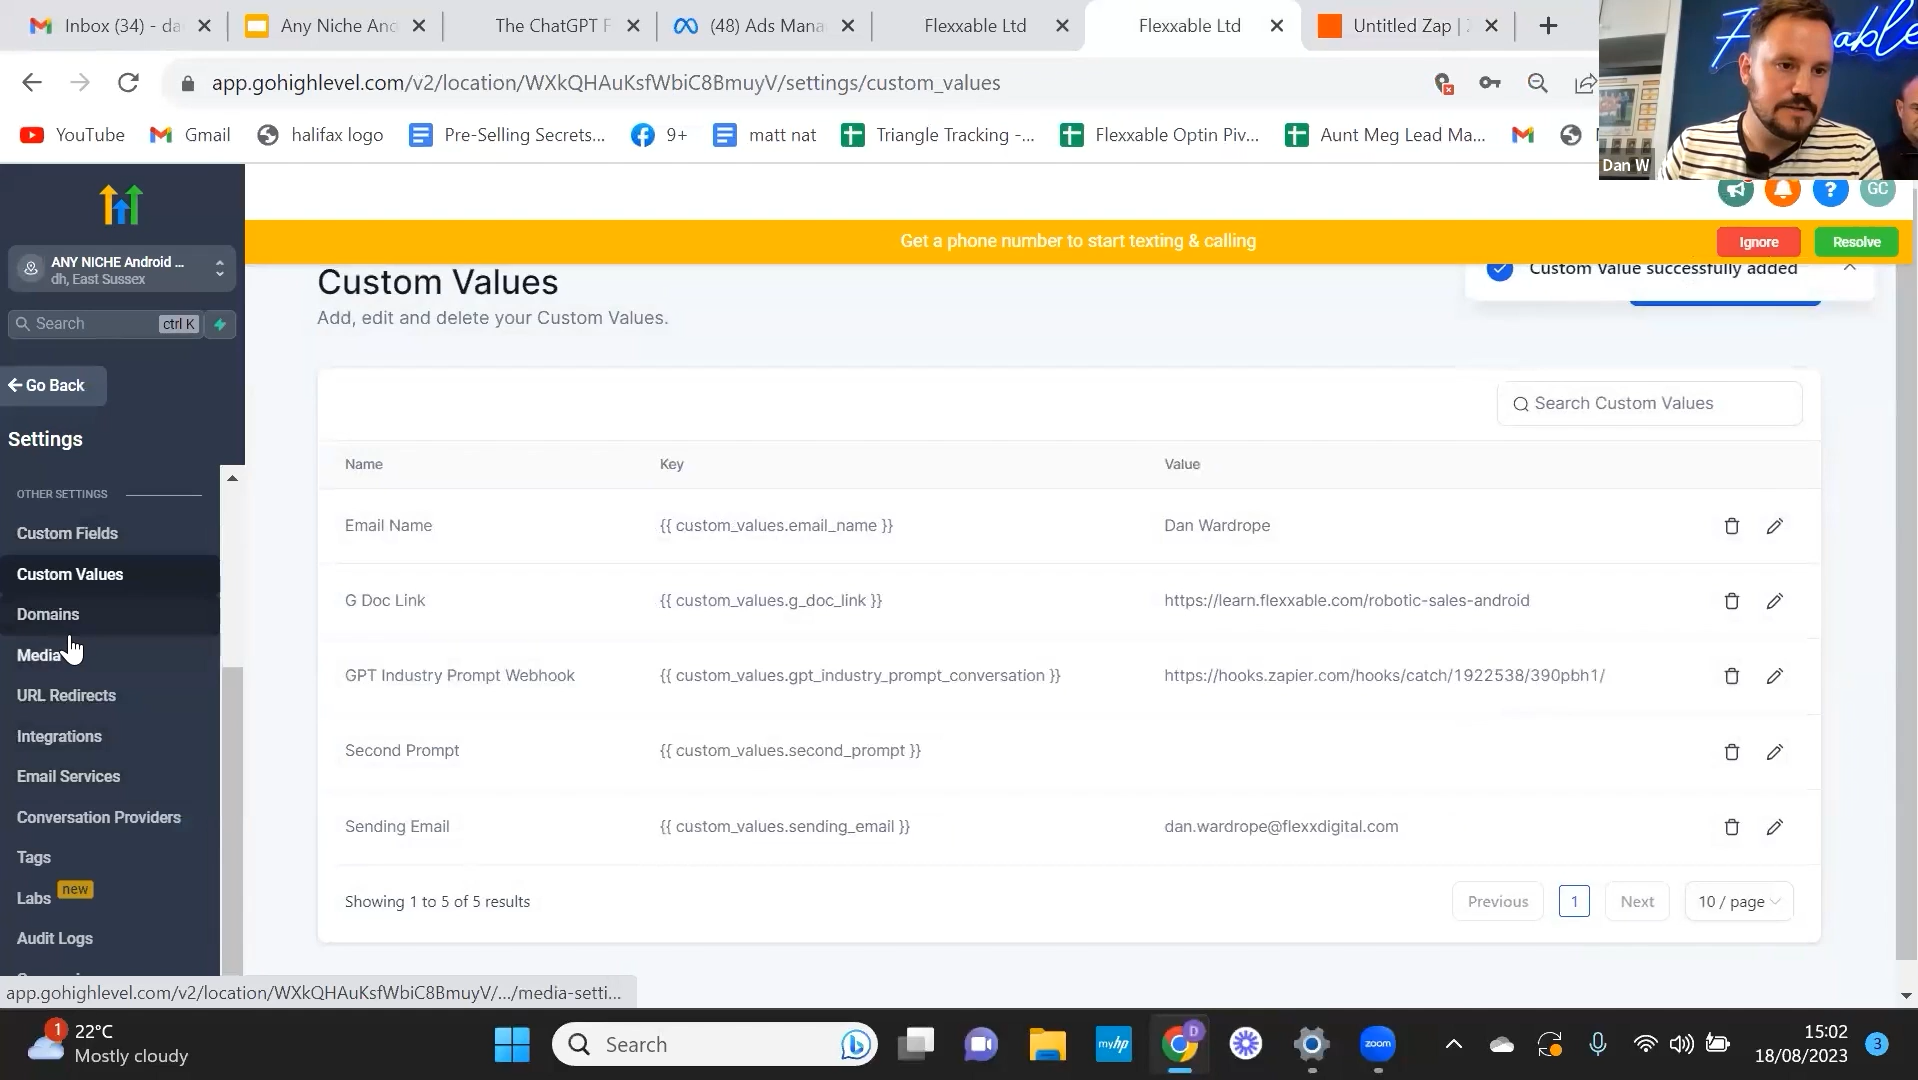 Inbox (34) - da
Any Niche And
The ChatGPT F
(48) Ads Mana
Flexxable Ltd
Flexxable Ltd
Untitled Zap |
app.gohighlevel.com/v2/location/WXkQHAuKsfWbiC8BmuyV/settings/custom_values
YouTube
Gmail
halifax logo
Pre-Selling Secrets...
9+
matt nat
Triangle Tracking -...
Flexxable Optin Piv...
Aunt Meg Lead Ma...
Dan W
GC
ANY NICHE Android ...
dh, East Sussex
Get a phone number to start texting & calling
Ignore
Resolve
Search
ctrl K
Go Back
Settings
OTHER SETTINGS
Custom Fields
Custom Values
Domains
Media
URL Redirects
Integrations
Email Services
Conversation Providers
Tags
Labs new
Audit Logs
Custom Values
Add, edit and delete your Custom Values.
Custom Value successfully added
Search Custom Values
Name Key Value
Email Name {{ custom_values.email_name }} Dan Wardrope
G Doc Link {{ custom_values.g_doc_link }} https://learn.flexxable.com/robotic-sales-android
GPT Industry Prompt Webhook {{ custom_values.gpt_industry_prompt_conversation }} https://hooks.zapier.com/hooks/catch/1922538/390pbh1/
Second Prompt {{ custom_values.second_prompt }}
Sending Email {{ custom_values.sending_email }} dan.wardrope@flexxdigital.com
Showing 1 to 5 of 5 results
Previous 1 Next 10 / page
app.gohighlevel.com/v2/location/WXkQHAuKsfWbiC8BmuyV/.../media-setti...
1
22°C
Mostly cloudy
Search
myhp
D
zoom
15:02
18/08/2023
3